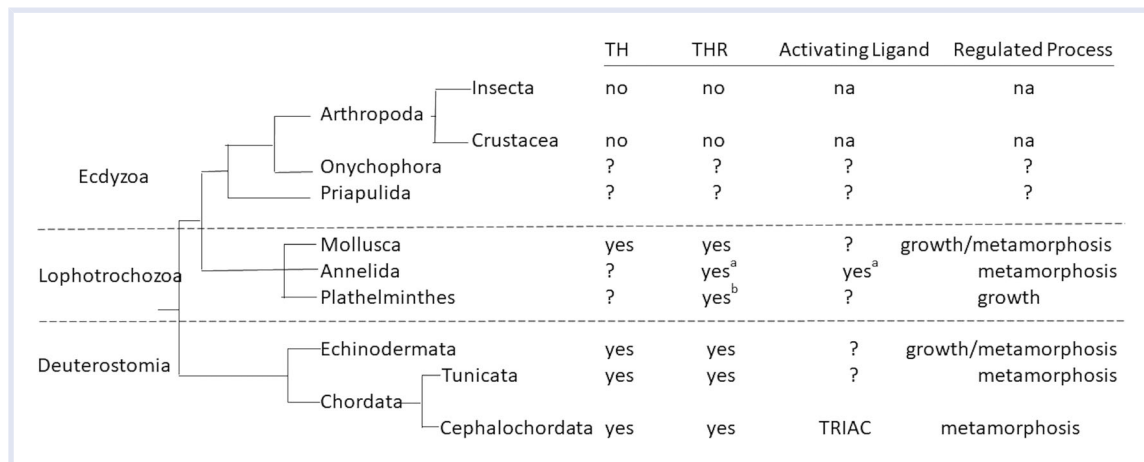 TH THR Activating Ligand Regulated Process
Insecta no no na na
Arthropoda
Crustacea no no na na
Onychophora ? ? ? ?
Ecdyzoa
Priapulida ? ? ? ?
Mollusca yes yes ? growth/metamorphosis
Lophotrochozoa Annelida ? yesᵃ yesᵃ metamorphosis
Plathelminthes ? yesᵇ ? growth
Echinodermata yes yes ? growth/metamorphosis
Deuterostomia
Tunicata yes yes ? metamorphosis
Chordata
Cephalochordata yes yes TRIAC metamorphosis